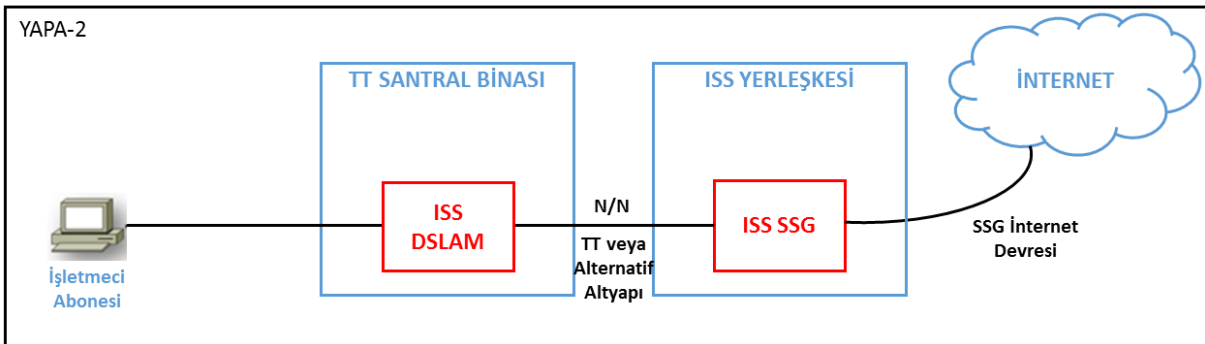 YAPA-2
TT SANTRAL BİNASI
ISS YERLEŞKESİ
İNTERNET
ISS
DSLAM
N/N
TT veya
Alternatif
Altyapı
ISS SSG
SSG İnternet
Devresi
İşletmeci
Abonesi